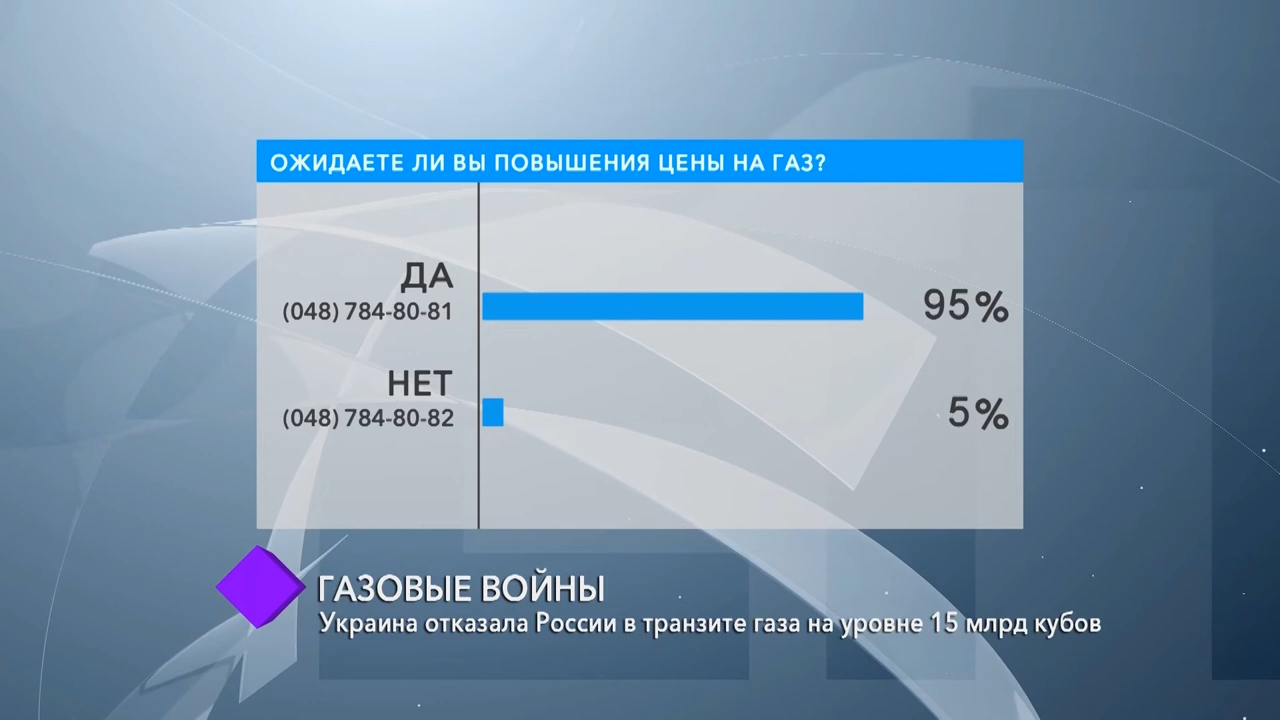 ОЖИДАЕТЕ ЛИ ВЫ ПОВЫШЕНИЯ ЦЕНЫ НА ГАЗ?
ДА
(048) 784-80-81
95%
НЕТ
(048) 784-80-82
5%
ГАЗОВЫЕ ВОЙНЫ
Украина отказала России в транзите газа на уровне 15 млрд кубов